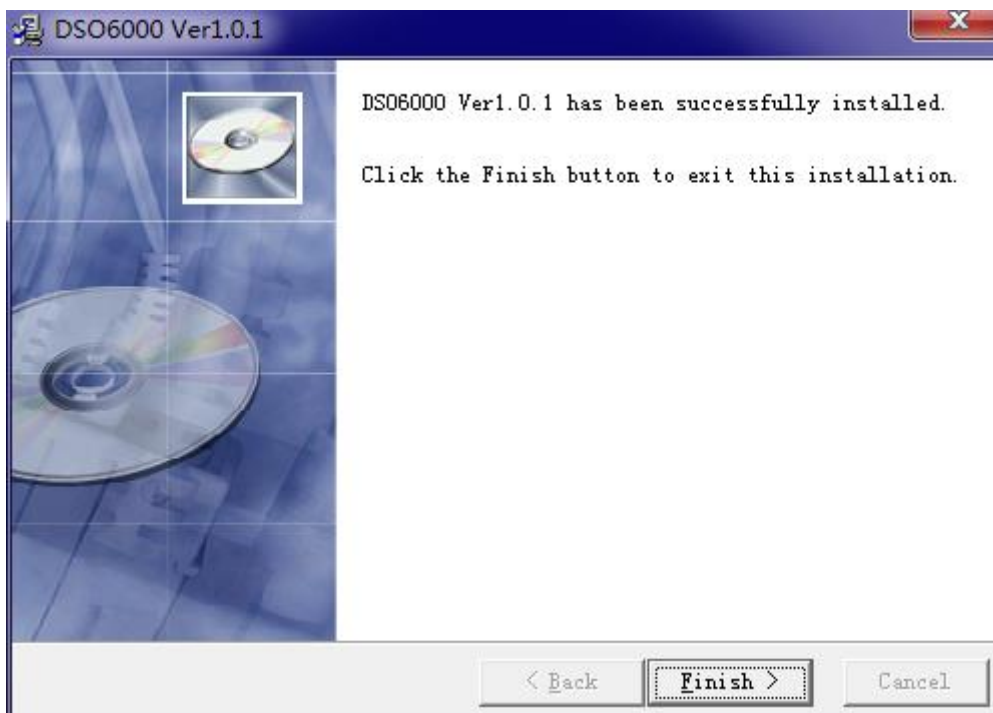 DSO6000 Ver1.0.1
X
DSO6000 Ver1.0.1 has been successfully installed.
Click the Finish button to exit this installation.
< Back
Finish >
Cancel